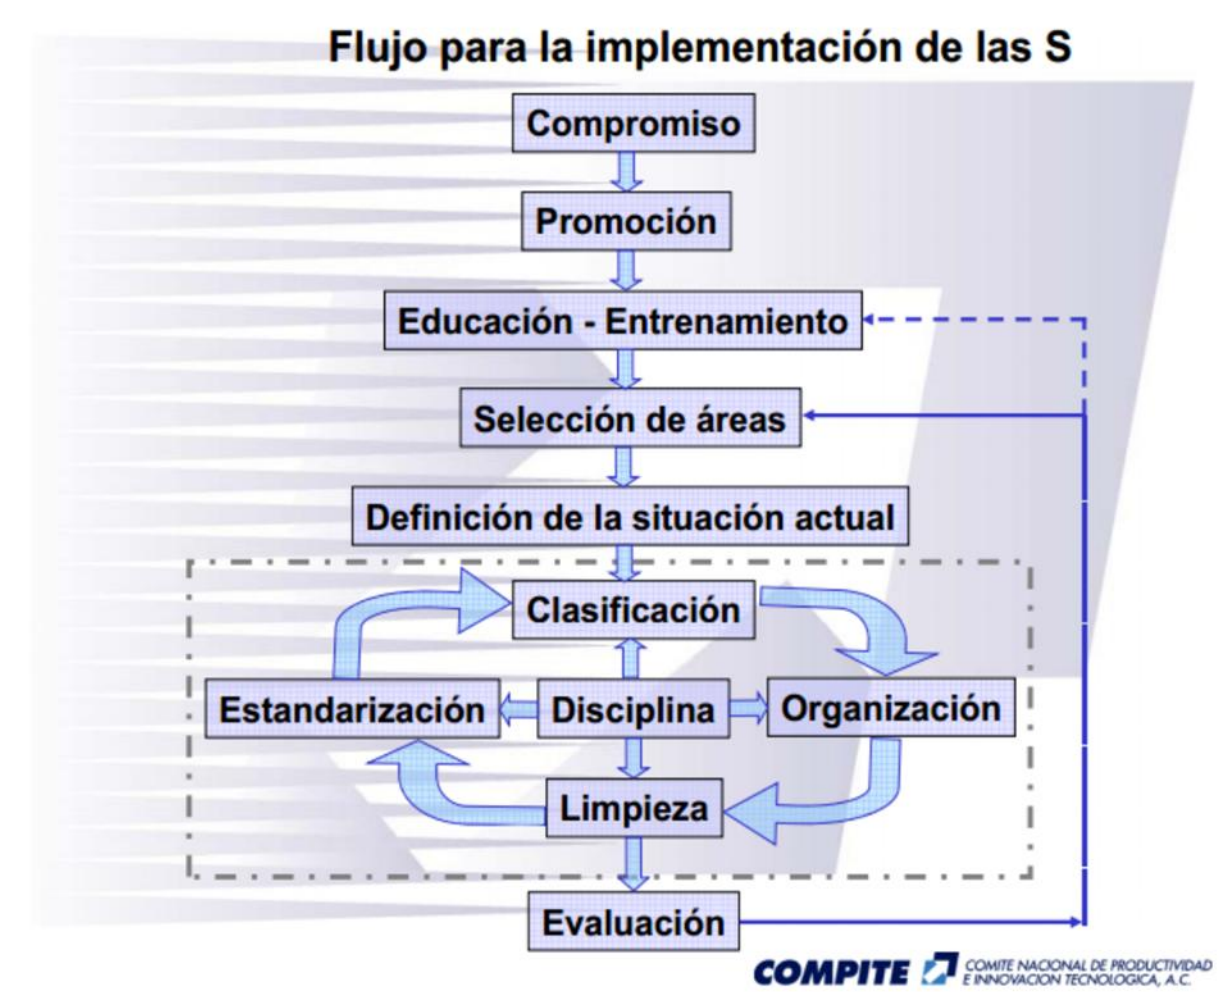 Flujo para la implementación de las S
Compromiso
Promoción
Educación - Entrenamiento
Selección de áreas
Definición de la situación actual
Clasificación
Estandarización
Disciplina
Organización
Limpieza
Evaluación
COMPITE
COMITE NACIONAL DE PRODUCTIVIDAD
E INNOVACION TECNOLOGICA, A.C.